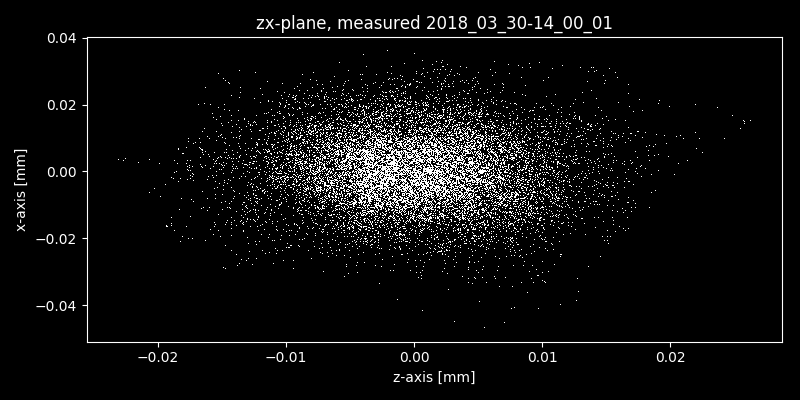 zx-plane, measured 2018_03_30-14_00_01
0.04
0.02
0.00
−0.02
−0.04
x-axis [mm]
−0.02 −0.01 0.00 0.01 0.02
z-axis [mm]